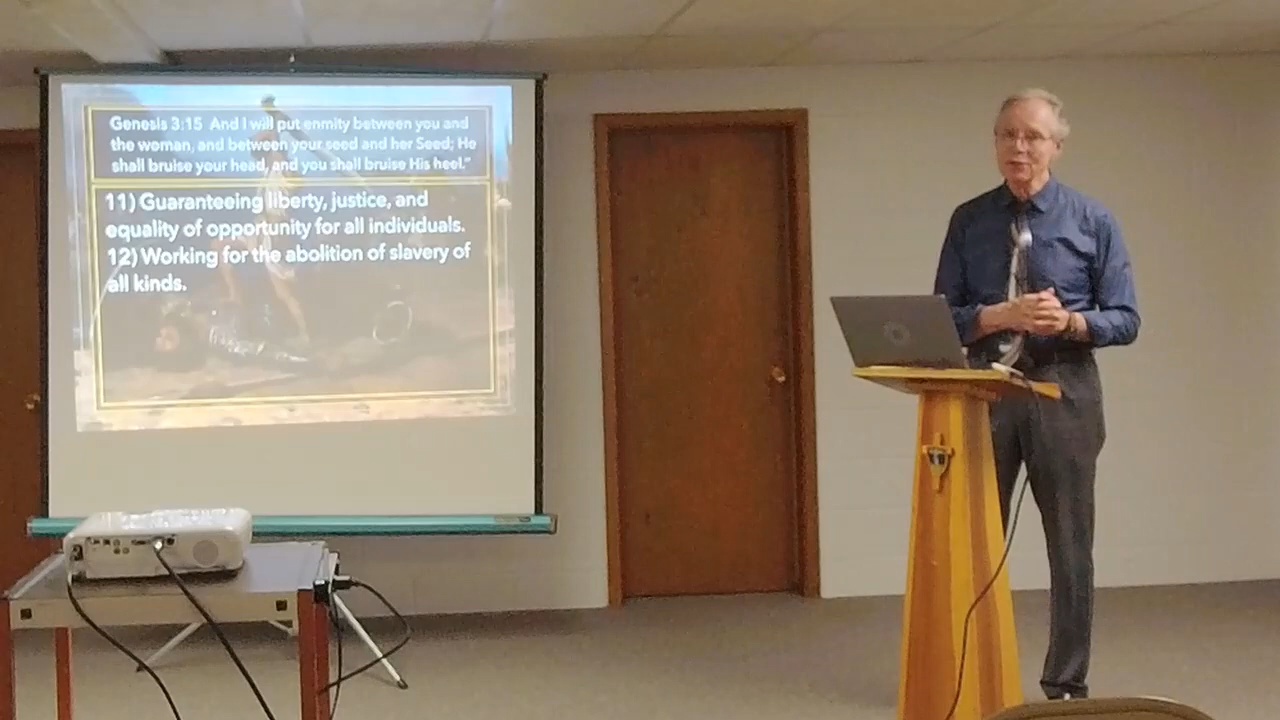 Genesis 3:15 And I will put enmity between you and
the woman, and between your seed and her Seed; He
shall bruise your head, and you shall bruise His heel."
11) Guaranteeing liberty, justice, and
equality of opportunity for all individuals.
12) Working for the abolition of slavery of
all kinds.